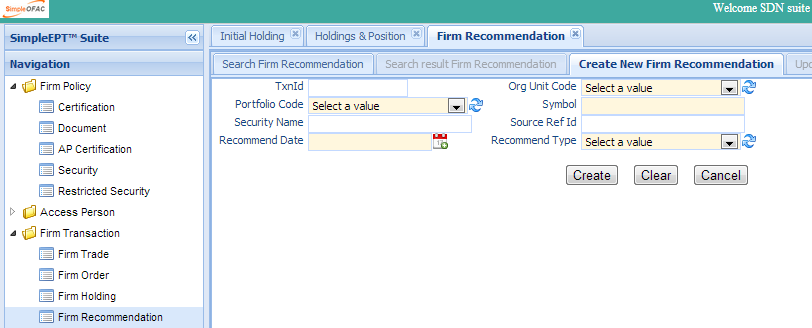 SimpleOFAC
Welcome SDN suite
SimpleEPT™ Suite
Navigation
Firm Policy
Certification
Document
AP Certification
Security
Restricted Security
Access Person
Firm Transaction
Firm Trade
Firm Order
Firm Holding
Firm Recommendation
Initial Holding Holdings & Position Firm Recommendation
Search Firm Recommendation Search result Firm Recommendation Create New Firm Recommendation Upd
TxnId Org Unit Code Select a value
Portfolio Code Select a value Symbol
Security Name Source Ref Id
Recommend Date Recommend Type Select a value
Create Clear Cancel